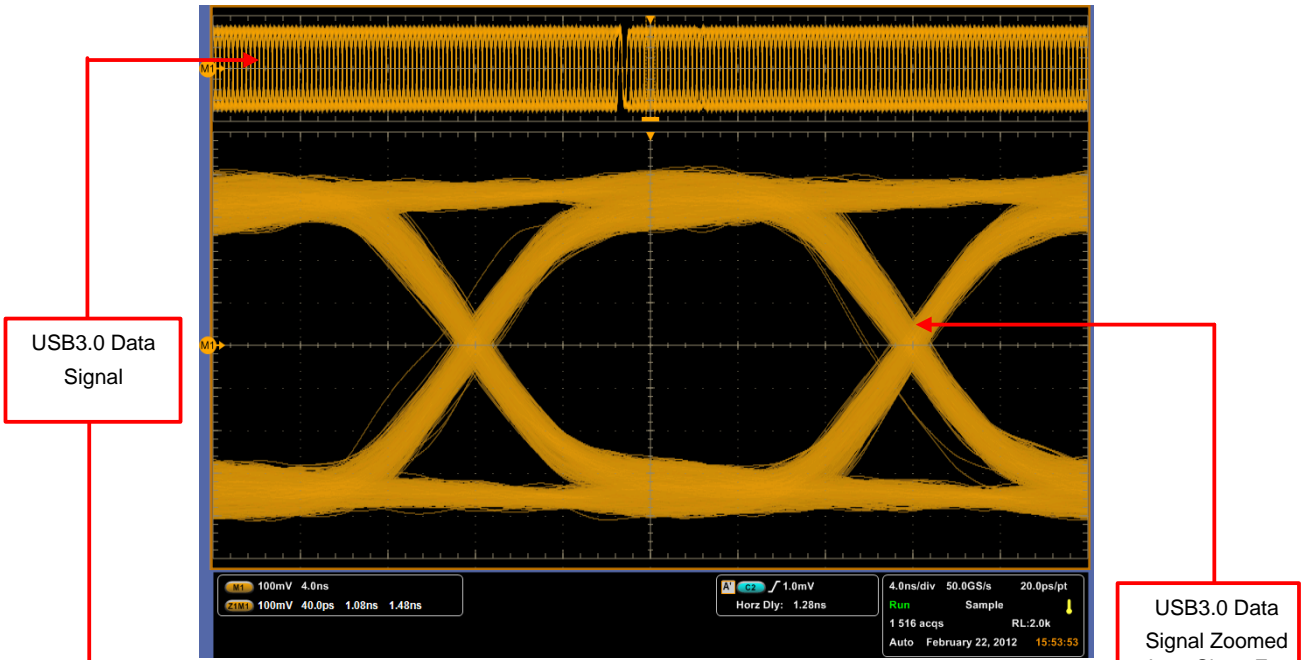 M1
M1
USB3.0 Data
Signal
M1 100mV 4.0ns
Z1M1 100mV 40.0ps 1.08ns 1.48ns
A' C2 1.0mV
Horz Dly: 1.28ns
4.0ns/div 50.0GS/s 20.0ps/pt
Run Sample
1 516 acqs RL:2.0k
Auto February 22, 2012 15:53:53
USB3.0 Data
Signal Zoomed